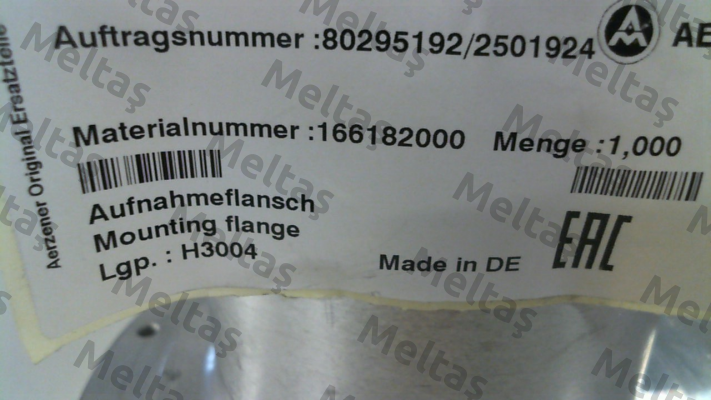 Auftragsnummer :80295192/2501924
AE
Materialnummer :166182000 Menge :1,000
Aufnahmeflansch
Mounting flange
Lgp. : H3004
Made in DE
EAC
Aerzener Original Ersatzteile
Meltaş